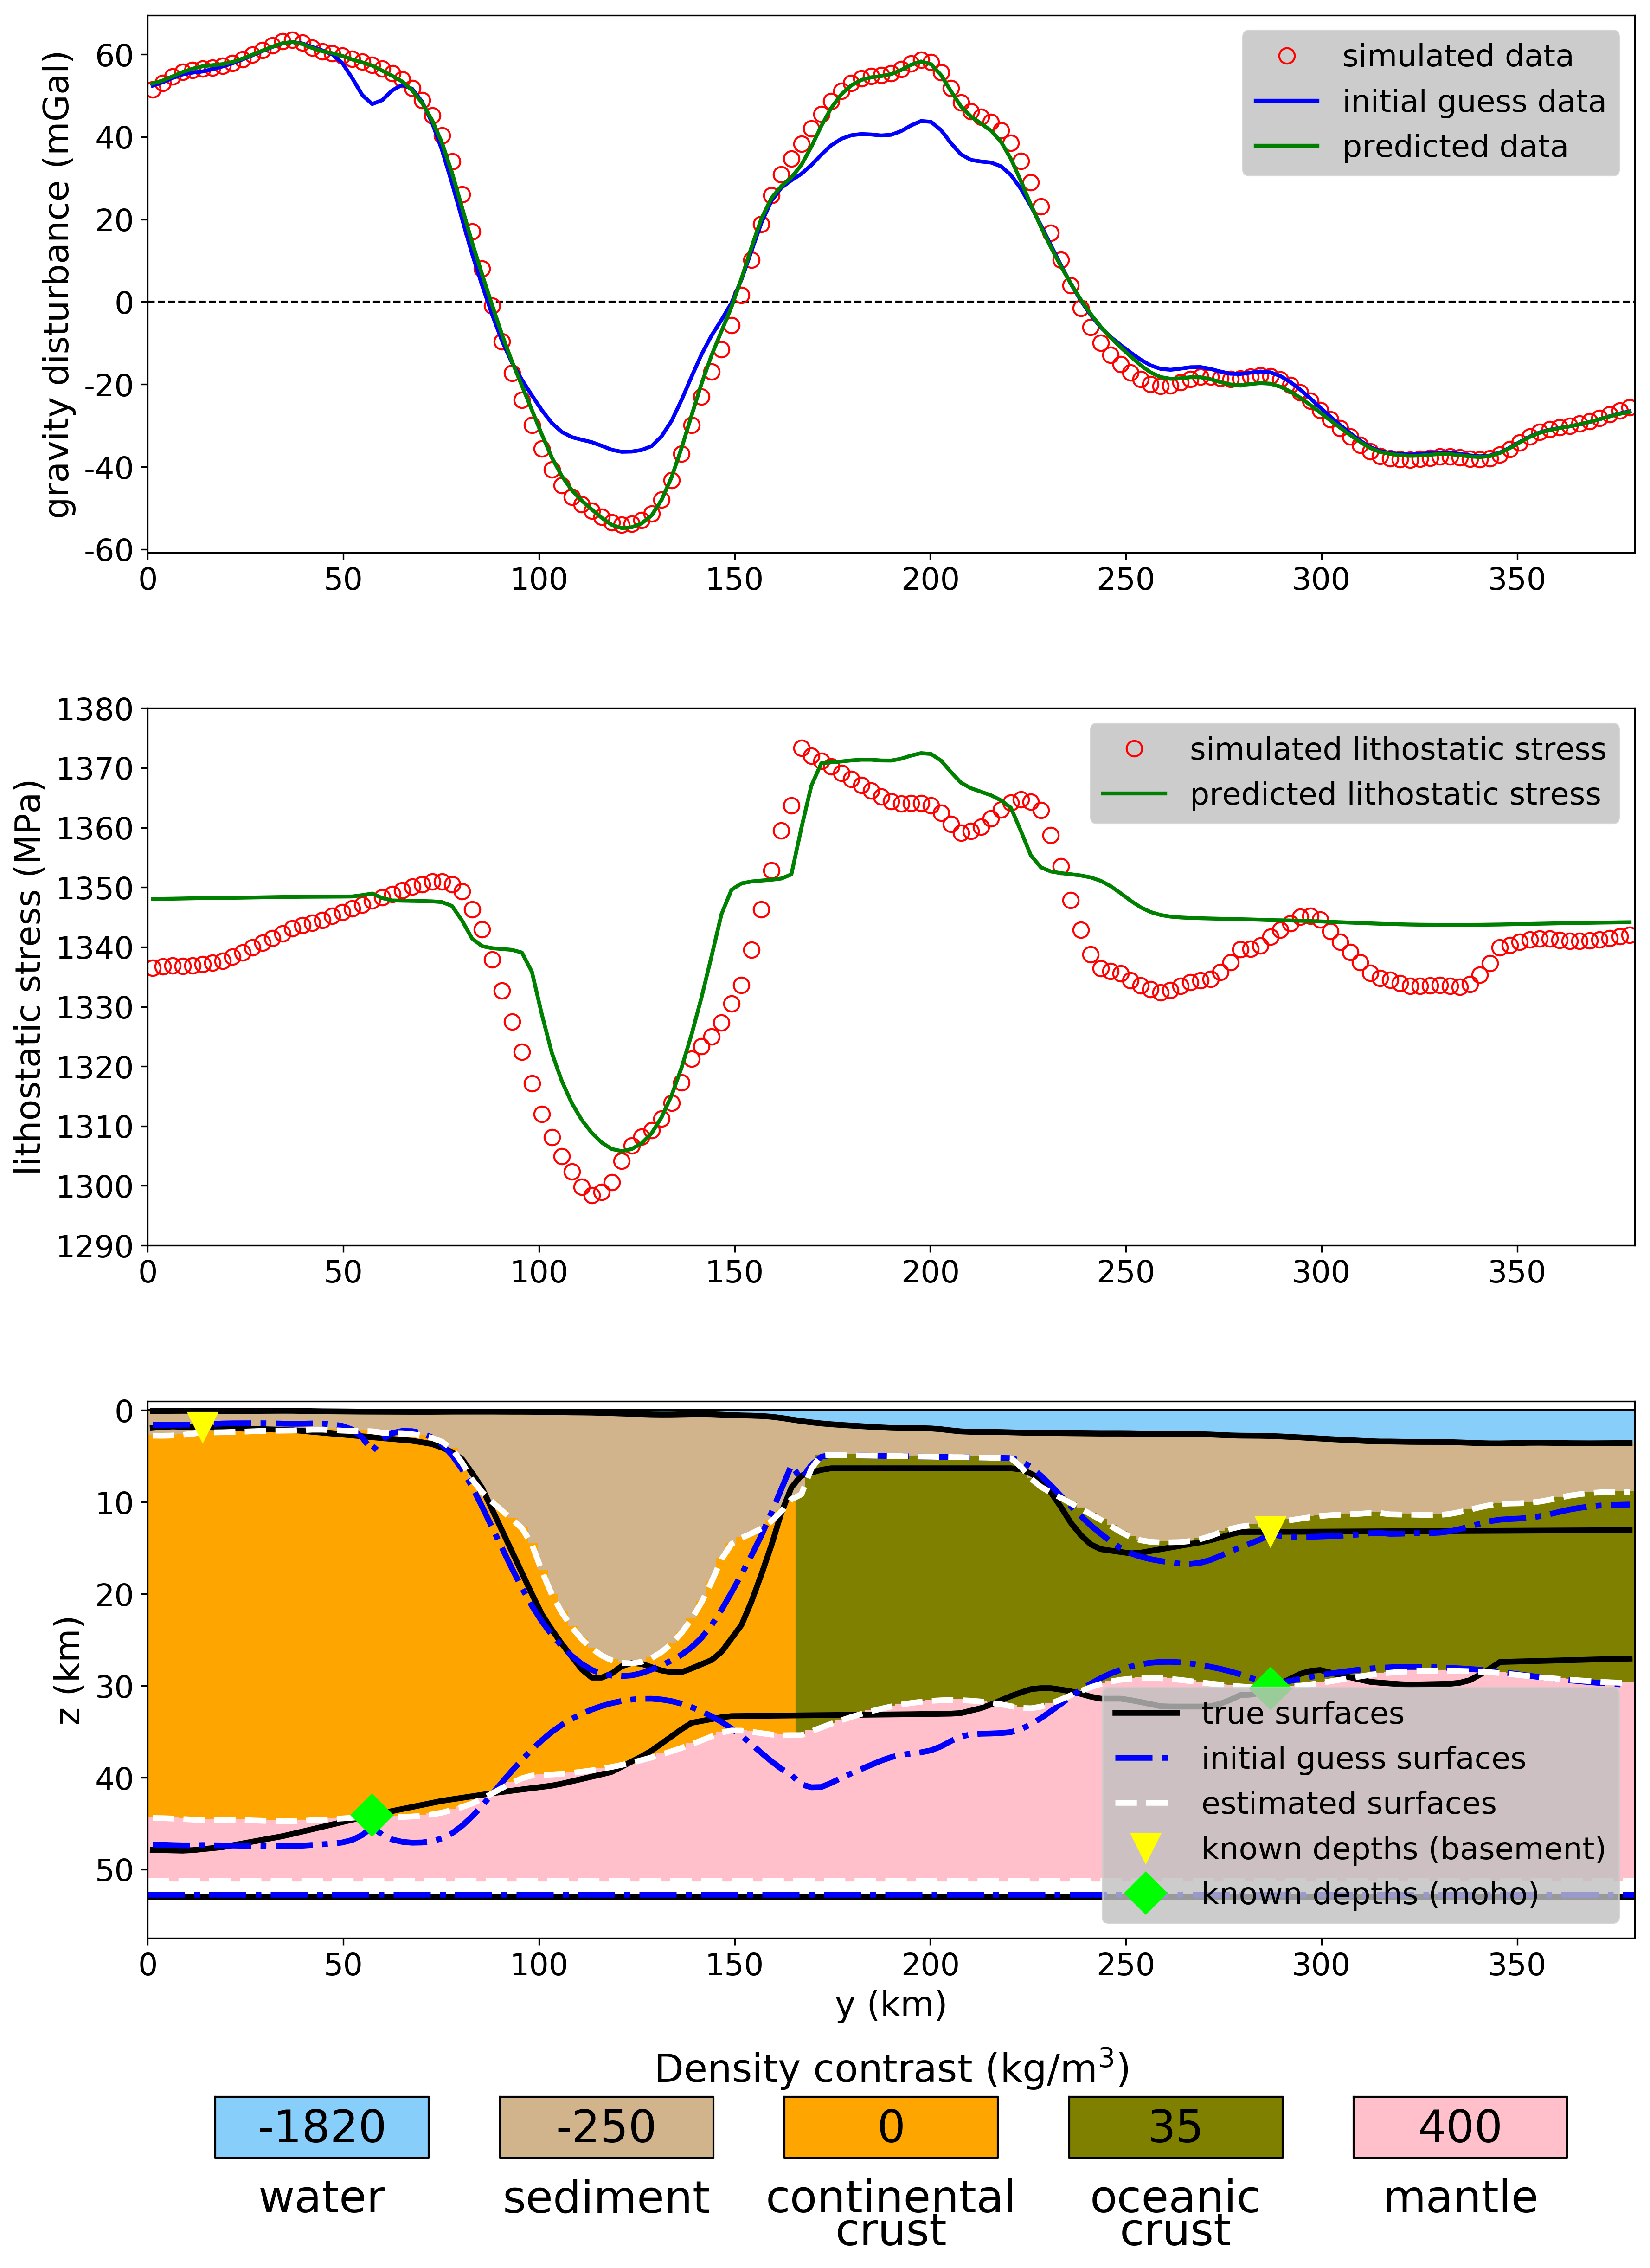 gravity disturbance (mGal)
60
40
20
0
-20
-40
-60
simulated data
initial guess data
predicted data
0 50 100 150 200 250 300 350
lithostatic stress (MPa)
1380
1370
1360
1350
1340
1330
1320
1310
1300
1290
simulated lithostatic stress
predicted lithostatic stress
0 50 100 150 200 250 300 350
z (km)
0
10
20
30
40
50
true surfaces
initial guess surfaces
estimated surfaces
known depths (basement)
known depths (moho)
0 50 100 150 200 250 300 350
y (km)
Density contrast (kg/m³)
-1820 -250 0 35 400
water sediment continental oceanic mantle
crust crust